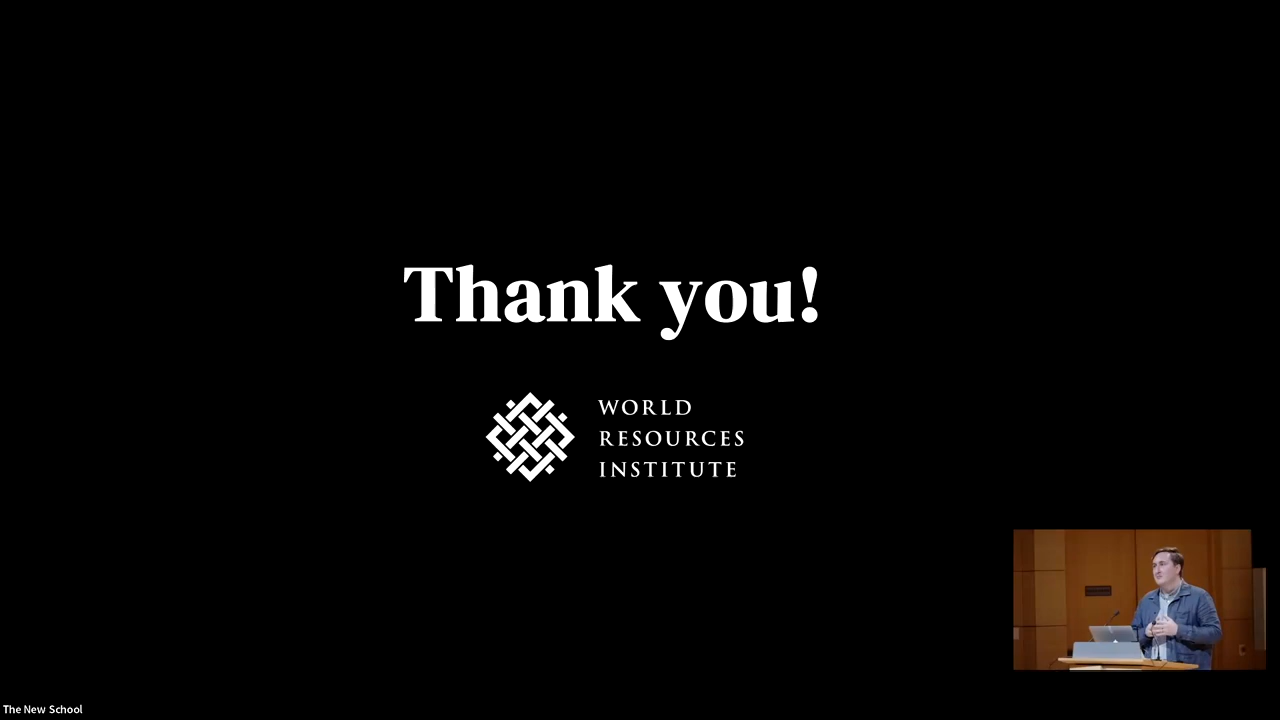 Thank you!
WORLD
RESOURCES
INSTITUTE
The New School